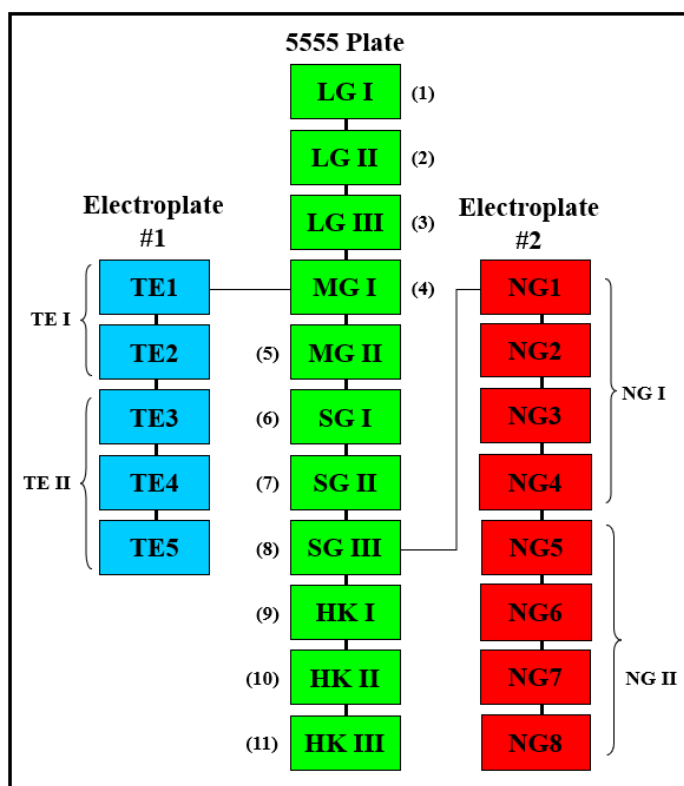 5555 Plate
LG I (1)
LG II (2)
LG III (3)
Electroplate
#1
Electroplate
#2
TE1 MG I (4) NG1
TE I
TE2 (5) MG II NG2
TE3 (6) SG I NG3
NG I
TE II
TE4 (7) SG II NG4
TE5 (8) SG III NG5
(9) HK I NG6
(10) HK II NG7
NG II
(11) HK III NG8